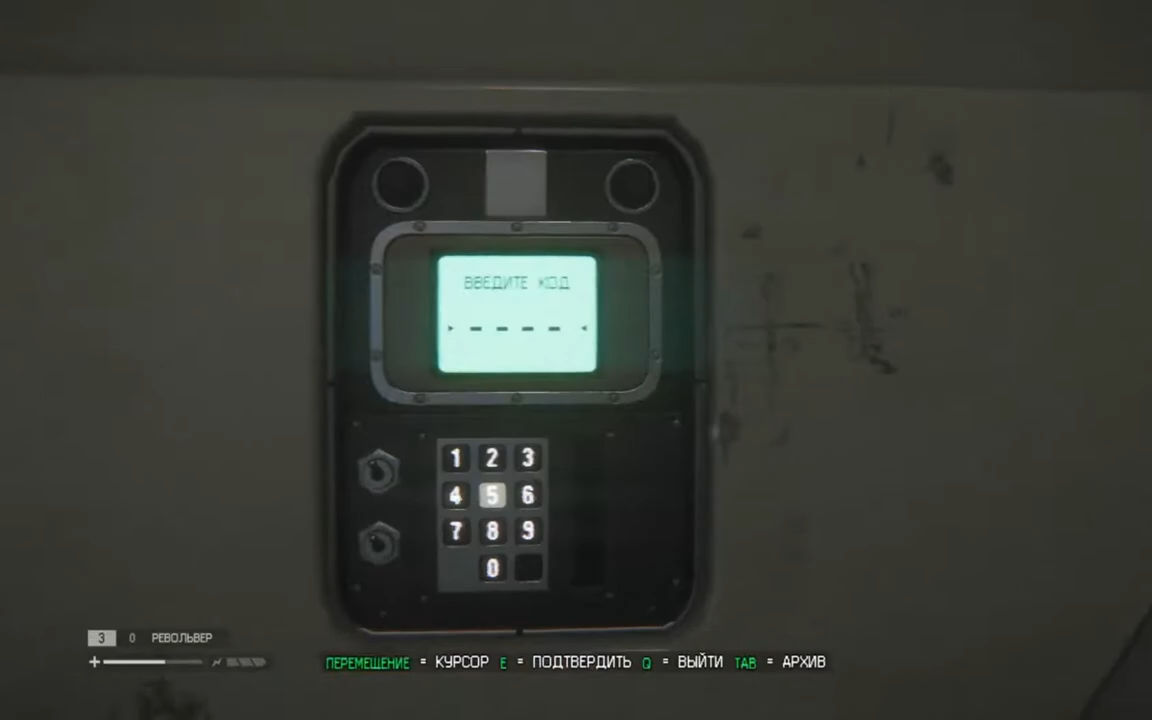 ВВЕДИТЕ КОД
1 2 3
4 5 6
7 8 9
0
3 0 РЕВОЛЬВЕР
ПЕРЕМЕЩЕНИЕ = КУРСОР E = ПОДТВЕРДИТЬ Q = ВЫЙТИ TAB = АРХИВ